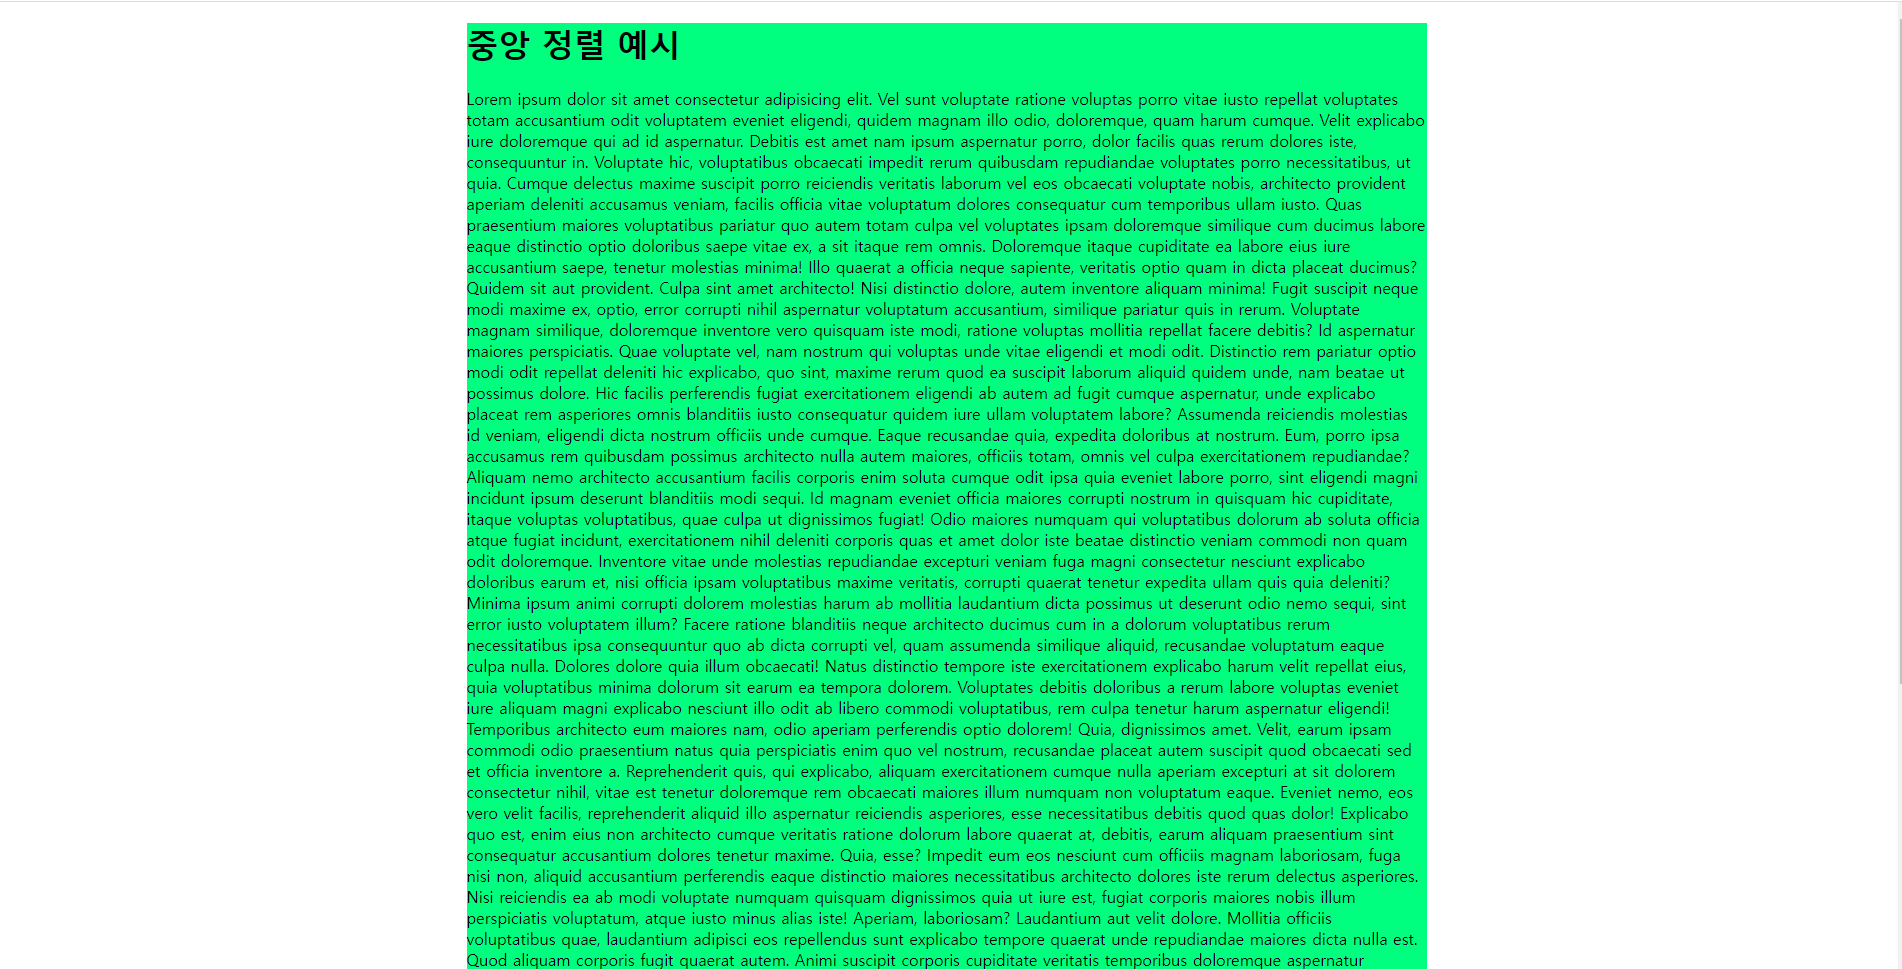 중앙 정렬 예시
Lorem ipsum dolor sit amet consectetur adipisicing elit. Vel sunt voluptate ratione voluptas porro vitae iusto repellat voluptates
totam accusantium odit voluptatem eveniet eligendi, quidem magnam illo odio, doloremque, quam harum cumque. Velit explicabo
iure doloremque qui ad id aspernatur. Debitis est amet nam ipsum aspernatur porro, dolor facilis quas rerum dolores iste,
consequuntur in. Voluptate hic, voluptatibus obcaecati impedit rerum quibusdam repudiandae voluptates porro necessitatibus, ut
quia. Cumque delectus maxime suscipit porro reiciendis veritatis laborum vel eos obcaecati voluptate nobis, architecto provident
aperiam deleniti accusamus veniam, facilis officia vitae voluptatum dolores consequatur cum temporibus ullam iusto. Quas
praesentium maiores voluptatibus pariatur quo autem totam culpa vel voluptates ipsam doloremque similique cum ducimus labore
eaque distinctio optio doloribus saepe vitae ex, a sit itaque rem omnis. Doloremque itaque cupiditate ea labore eius iure
accusantium saepe, tenetur molestias minima! Illo quaerat a officia neque sapiente, veritatis optio quam in dicta placeat ducimus?
Quidem sit aut provident. Culpa sint amet architecto! Nisi distinctio dolore, autem inventore aliquam minima! Fugit suscipit neque
modi maxime ex, optio, error corrupti nihil aspernatur voluptatum accusantium, similique pariatur quis in rerum. Voluptate
magnam similique, doloremque inventore vero quisquam iste modi, ratione voluptas mollitia repellat facere debitis? Id aspernatur
maiores perspiciatis. Quae voluptate vel, nam nostrum qui voluptas unde vitae eligendi et modi odit. Distinctio rem pariatur optio
modi odit repellat deleniti hic explicabo, quo sint, maxime rerum quod ea suscipit laborum aliquid quidem unde, nam beatae ut
possimus dolore. Hic facilis perferendis fugiat exercitationem eligendi ab autem ad fugit cumque aspernatur, unde explicabo
placeat rem asperiores omnis blanditiis iusto consequatur quidem iure ullam voluptatem labore? Assumenda reiciendis molestias
id veniam, eligendi dicta nostrum officiis unde cumque. Eaque recusandae quia, expedita doloribus at nostrum. Eum, porro ipsa
accusamus rem quibusdam possimus architecto nulla autem maiores, officiis totam, omnis vel culpa exercitationem repudiandae?
Aliquam nemo architecto accusantium facilis corporis enim soluta cumque odit ipsa quia eveniet labore porro, sint eligendi magni
incidunt ipsum deserunt blanditiis modi sequi. Id magnam eveniet officia maiores corrupti nostrum in quisquam hic cupiditate,
itaque voluptas voluptatibus, quae culpa ut dignissimos fugiat! Odio maiores numquam qui voluptatibus dolorum ab soluta officia
atque fugiat incidunt, exercitationem nihil deleniti corporis quas et amet dolor iste beatae distinctio veniam commodi non quam
odit doloremque. Inventore vitae unde molestias repudiandae excepturi veniam fuga magni consectetur nesciunt explicabo
doloribus earum et, nisi officia ipsam voluptatibus maxime veritatis, corrupti quaerat tenetur expedita ullam quis quia deleniti?
Minima ipsum animi corrupti dolorem molestias harum ab mollitia laudantium dicta possimus ut deserunt odio nemo sequi, sint
error iusto voluptatem illum? Facere ratione blanditiis neque architecto ducimus cum in a dolorum voluptatibus rerum
necessitatibus ipsa consequuntur quo ab dicta corrupti vel, quam assumenda similique aliquid, recusandae voluptatum eaque
culpa nulla. Dolores dolore quia illum obcaecati! Natus distinctio tempore iste exercitationem explicabo harum velit repellat eius,
quia voluptatibus minima dolorum sit earum ea tempora dolorem. Voluptates debitis doloribus a rerum labore voluptas eveniet
iure aliquam magni explicabo nesciunt illo odit ab libero commodi voluptatibus, rem culpa tenetur harum aspernatur eligendi!
Temporibus architecto eum maiores nam, odio aperiam perferendis optio dolorem! Quia, dignissimos amet. Velit, earum ipsam
commodi odio praesentium natus quia perspiciatis enim quo vel nostrum, recusandae placeat autem suscipit quod obcaecati sed
et officia inventore a. Reprehenderit quis, qui explicabo, aliquam exercitationem cumque nulla aperiam excepturi at sit dolorem
consectetur nihil, vitae est tenetur doloremque rem obcaecati maiores illum numquam non voluptatum eaque. Eveniet nemo, eos
vero velit facilis, reprehenderit aliquid illo aspernatur reiciendis asperiores, esse necessitatibus debitis quod quas dolor! Explicabo
quo est, enim eius non architecto cumque veritatis ratione dolorum labore quaerat at, debitis, earum aliquam praesentium sint
consequatur accusantium dolores tenetur maxime. Quia, esse? Impedit eum eos nesciunt cum officiis magnam laboriosam, fuga
nisi non, aliquid accusantium perferendis eaque distinctio maiores necessitatibus architecto dolores iste rerum delectus asperiores.
Nisi reiciendis ea ab modi voluptate numquam quisquam dignissimos quia ut iure est, fugiat corporis maiores nobis illum
perspiciatis voluptatum, atque iusto minus alias iste! Aperiam, laboriosam? Laudantium aut velit dolore. Mollitia officiis
voluptatibus quae, laudantium adipisci eos repellendus sunt explicabo tempore quaerat unde repudiandae maiores dicta nulla est.
Quod aliquam corporis fugit quaerat autem. Animi suscipit corporis cupiditate veritatis temporibus doloremque aspernatur